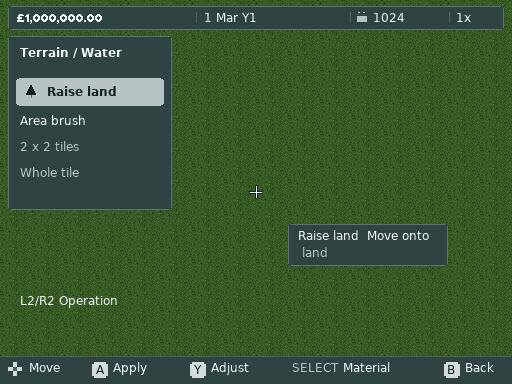 £1,000,000.00 1 Mar Y1 1024 1x
Terrain / Water
Raise land
Area brush
2 x 2 tiles
Whole tile
Raise land Move onto
land
L2/R2 Operation
Move A Apply Y Adjust SELECT Material B Back